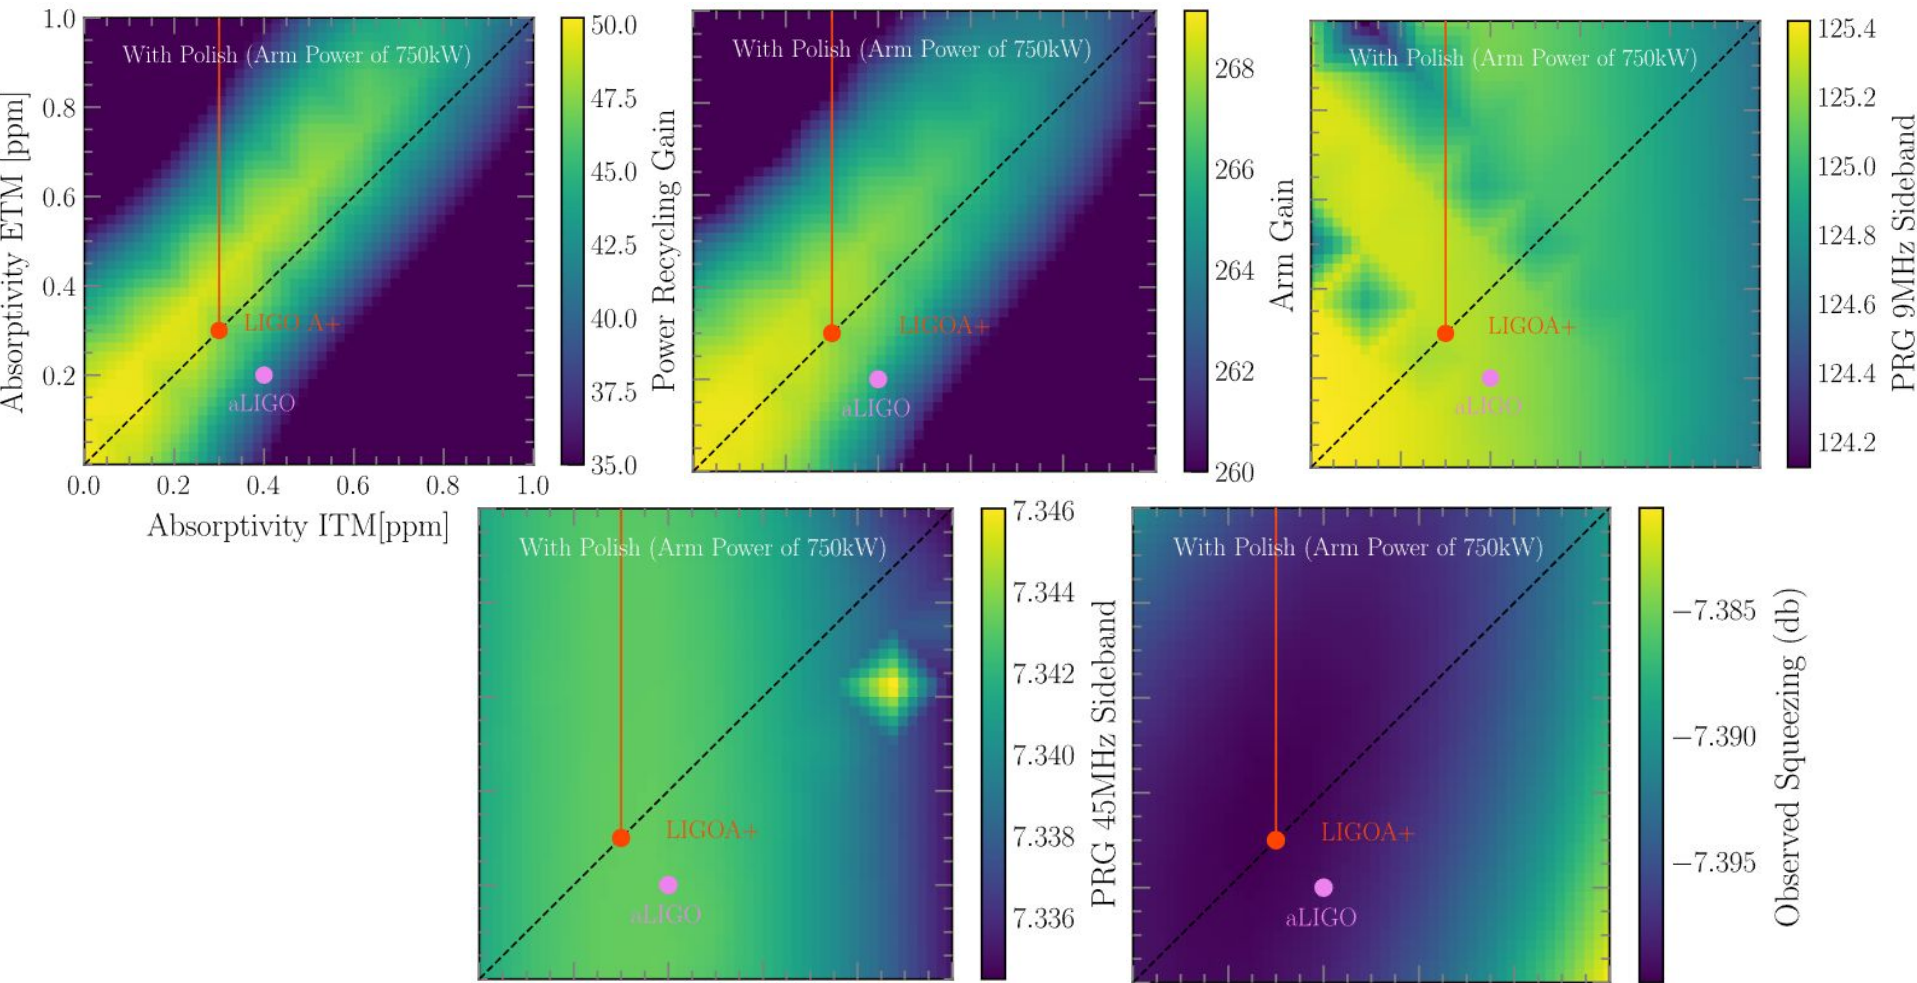 With Polish (Arm Power of 750kW)
LIGO A+
aLIGO
1.0
0.8
0.6
0.4
0.2
Absorptivity ETM [ppm]
0.0 0.2 0.4 0.6 0.8 1.0
Absorptivity ITM[ppm]
50.0
47.5
45.0
42.5
40.0
37.5
35.0
Power Recycling Gain
With Polish (Arm Power of 750kW)
LIGOA+
aLIGO
268
266
264
262
260
Arm Gain
With Polish (Arm Power of 750kW)
LIGOA+
aLIGO
125.4
125.2
125.0
124.8
124.6
124.4
124.2
PRG 9MHz Sideband
With Polish (Arm Power of 750kW)
LIGOA+
aLIGO
7.346
7.344
7.342
7.340
7.338
7.336
PRG 45MHz Sideband
With Polish (Arm Power of 750kW)
LIGOA+
aLIGO
−7.385
−7.390
−7.395
Observed Squeezing (db)